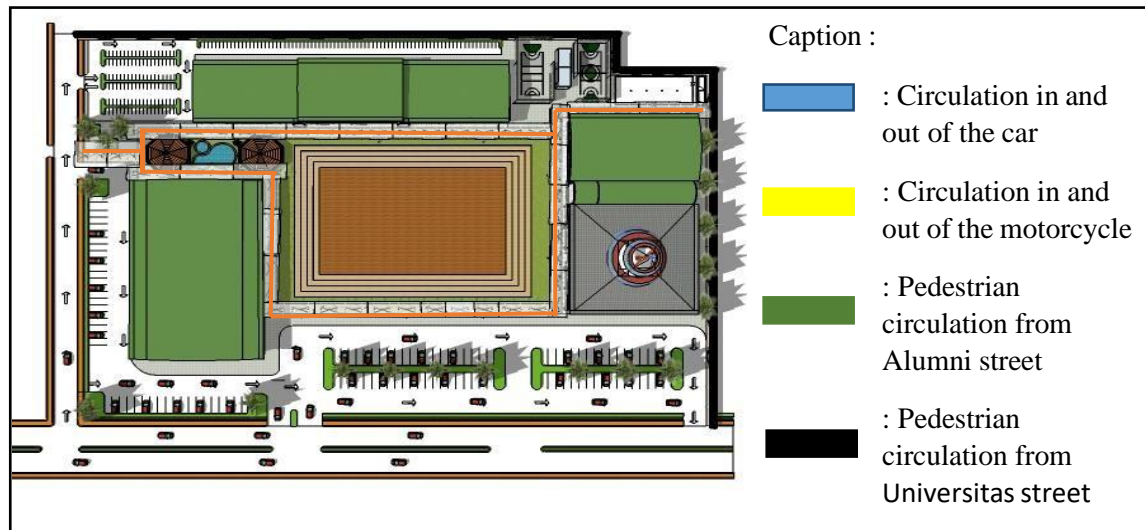 Caption :
: Circulation in and
out of the car
: Circulation in and
out of the motorcycle
: Pedestrian
circulation from
Alumni street
: Pedestrian
circulation from
Universitas street